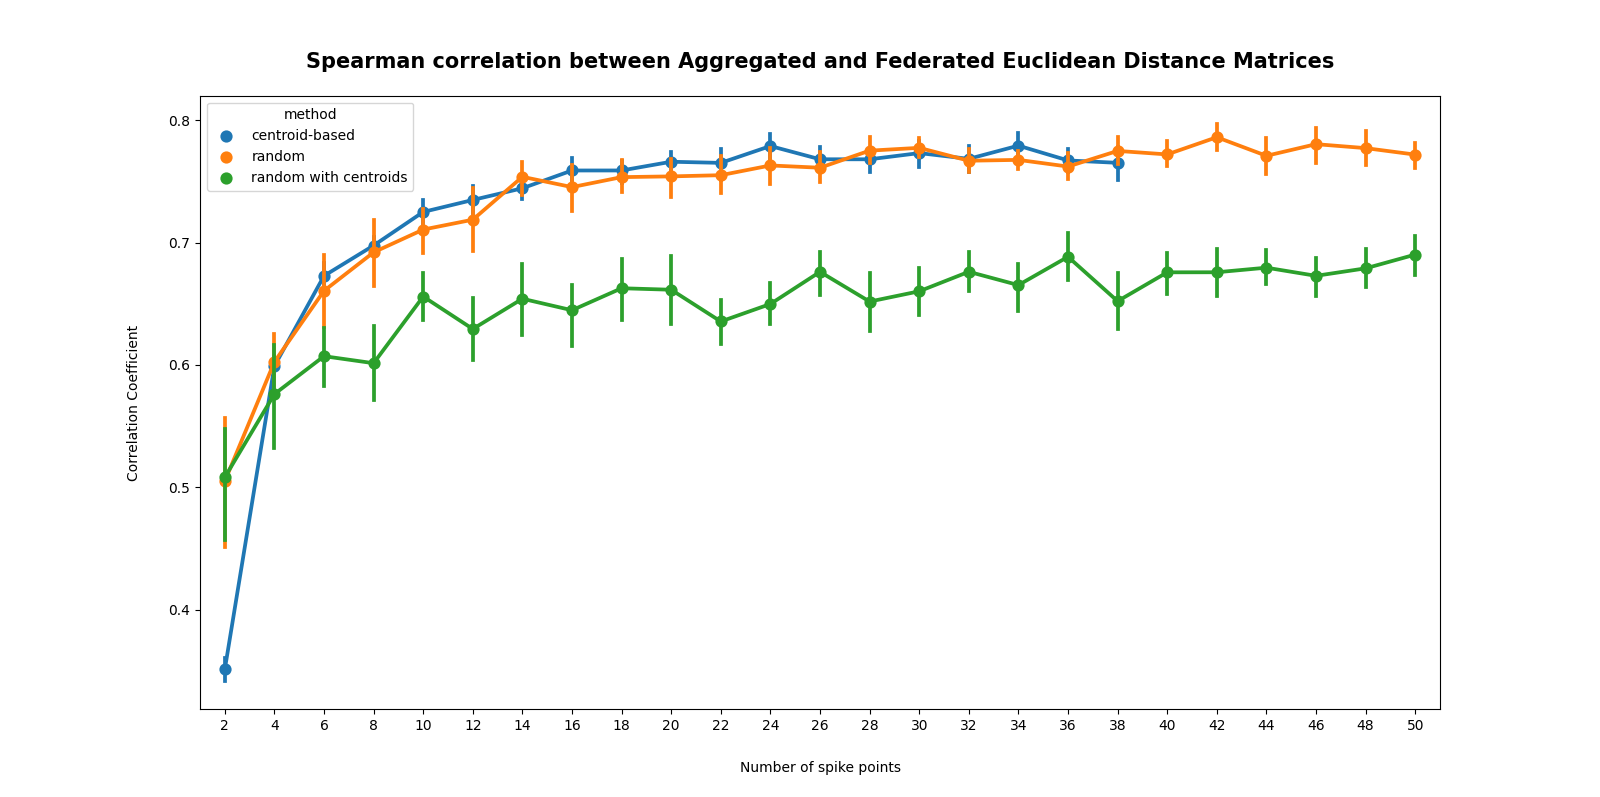 Spearman correlation between Aggregated and Federated Euclidean Distance Matrices
method
centroid-based
random
random with centroids
0.8
0.7
0.6
0.5
0.4
Correlation Coefficient
2 4 6 8 10 12 14 16 18 20 22 24 26 28 30 32 34 36 38 40 42 44 46 48 50
Number of spike points